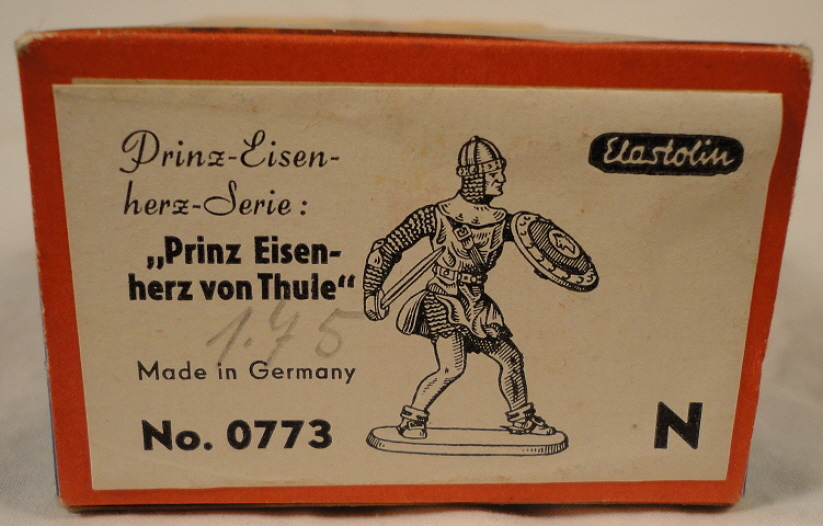 Prinz-Eisen-
herz-Serie:
„Prinz Eisen-
herz von Thule“
1.75
Made in Germany
No. 0773
Elastolin
N